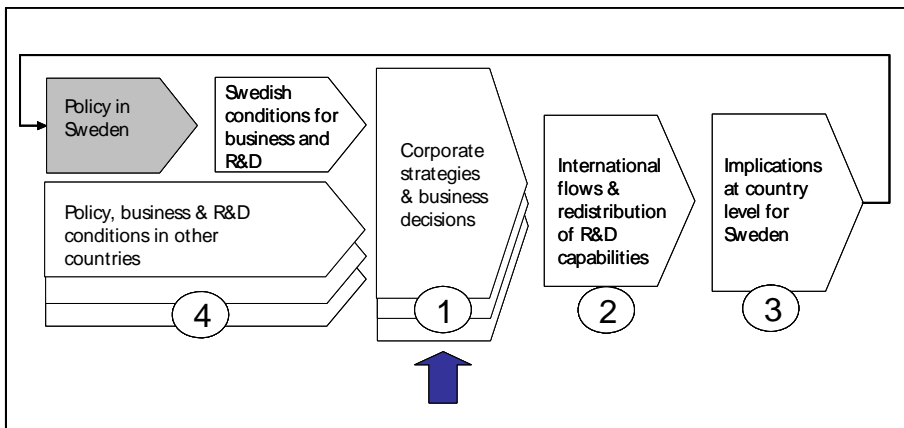 Policy in
Sweden
Swedish
conditions for
business and
R&D
Policy, business & R&D
conditions in other
countries
4
Corporate
strategies
& business
decisions
1
International
flows &
redistribution
of R&D
capabilities
2
Implications
at country
level for
Sweden
3